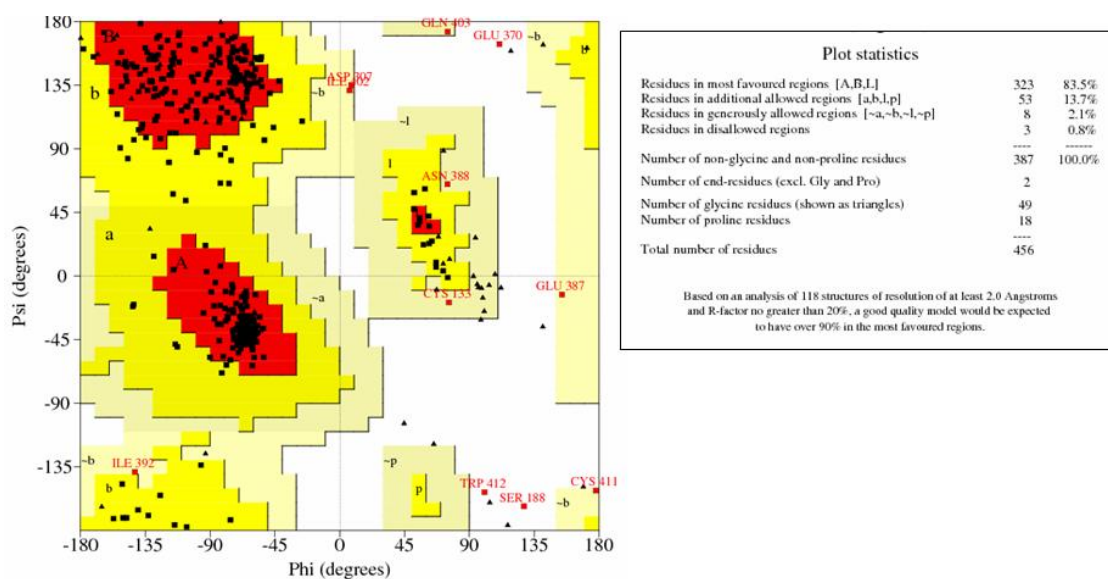 180
135
90
45
0
-45
-90
-135
Psi (degrees)
-180 -135 -90 -45 0 45 90 135 180
Phi (degrees)
B
b
~b
GLN 403
GLU 370
~b
b
ASP 307
~l
l
ASN 388
a
A
~a
CYS 133
GLU 387
~b
ILE 392
b
~p
p
TRP 412
SER 188
CYS 411
~b
Plot statistics
Residues in most favoured regions [A,B,L] 323 83.5%
Residues in additional allowed regions [a,b,l,p] 53 13.7%
Residues in generously allowed regions [~a,~b,~l,~p] 8 2.1%
Residues in disallowed regions 3 0.8%
---- ------
Number of non-glycine and non-proline residues 387 100.0%
Number of end-residues (excl. Gly and Pro) 2
Number of glycine residues (shown as triangles) 49
Number of proline residues 18
----
Total number of residues 456
Based on an analysis of 118 structures of resolution of at least 2.0 Angstroms
and R-factor no greater than 20%, a good quality model would be expected
to have over 90% in the most favoured regions.